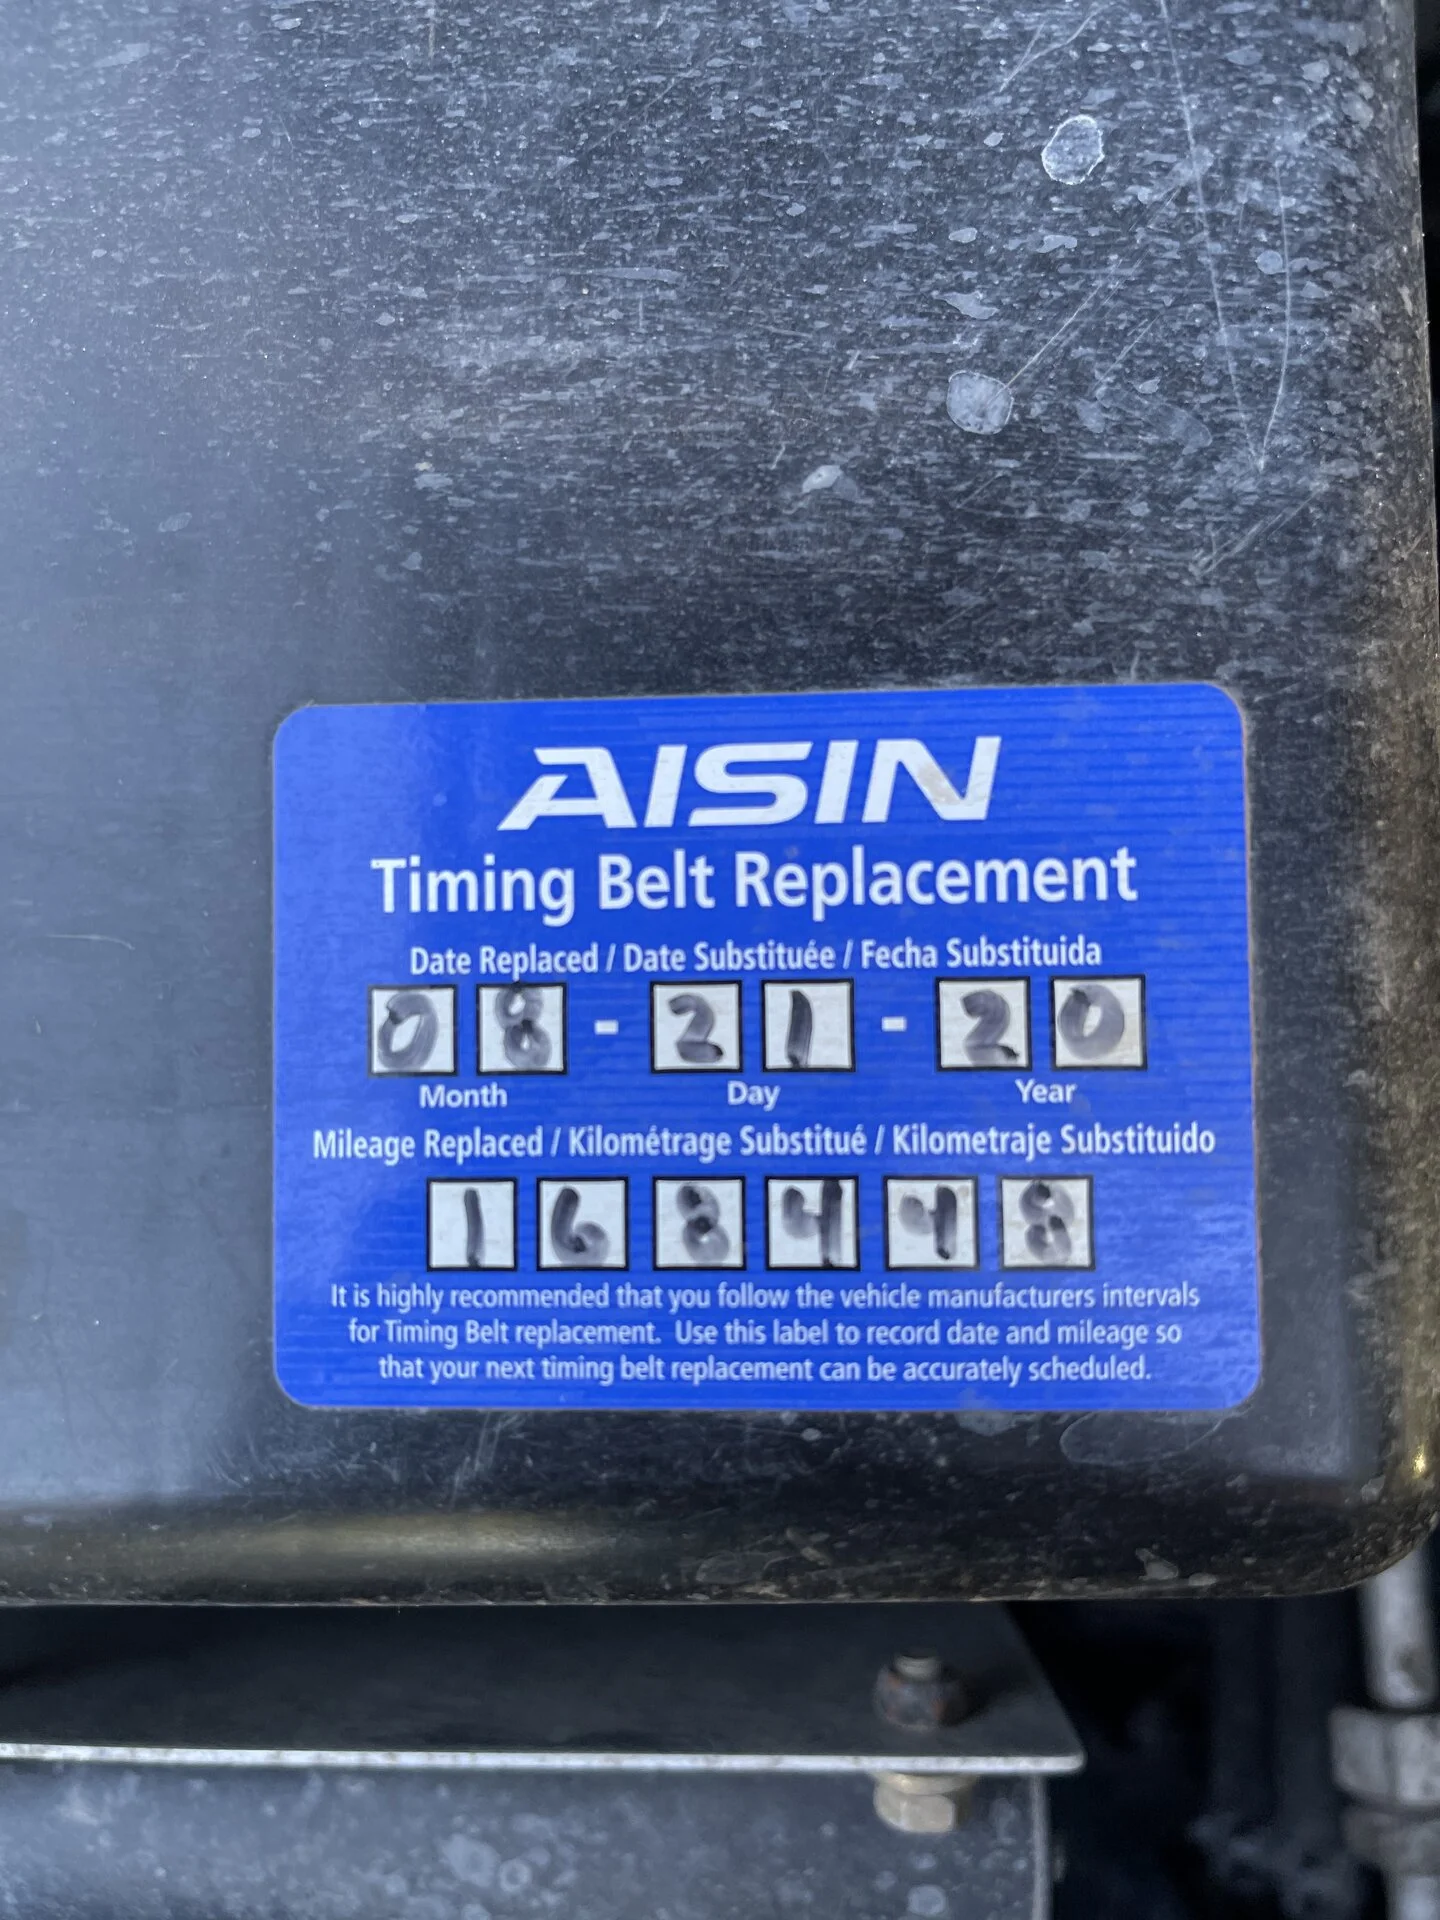 AISIN
Timing Belt Replacement
Date Replaced / Date Substituée / Fecha Substituida
08 - 21 - 20
Month Day Year
Mileage Replaced / Kilométrage Substitué / Kilometraje Substituido
168448
It is highly recommended that you follow the vehicle manufacturers intervals
for Timing Belt replacement. Use this label to record date and mileage so
that your next timing belt replacement can be accurately scheduled.